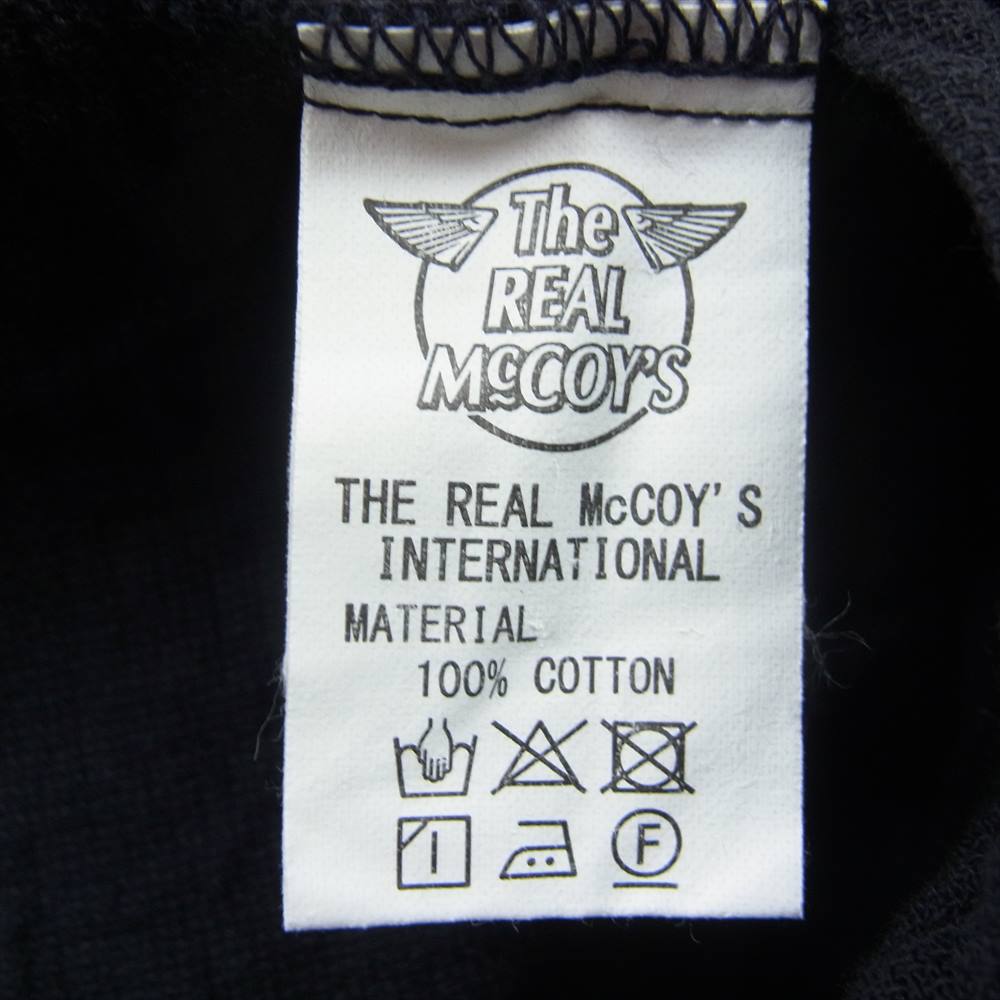 The
REAL
McCOY'S
THE REAL McCOY'S
INTERNATIONAL
MATERIAL
100% COTTON
F